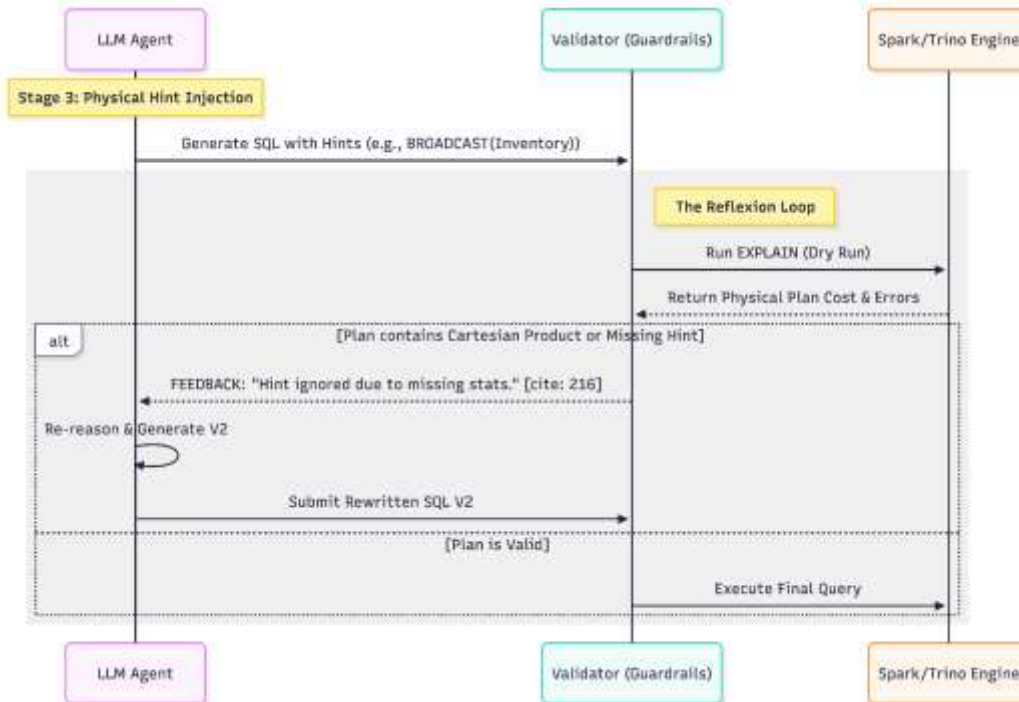 LLM Agent
Validator (Guardrails)
Spark/Trino Engine
Stage 3: Physical Hint Injection
Generate SQL with Hints (e.g., BROADCAST(Inventory))
The Reflexion Loop
Run EXPLAIN (Dry Run)
Return Physical Plan Cost & Errors
alt
[Plan contains Cartesian Product or Missing Hint]
FEEDBACK: "Hint ignored due to missing stats." [cite: 216]
Re-reason & Generate V2
Submit Rewritten SQL V2
[Plan is Valid]
Execute Final Query
LLM Agent
Validator (Guardrails)
Spark/Trino Engine